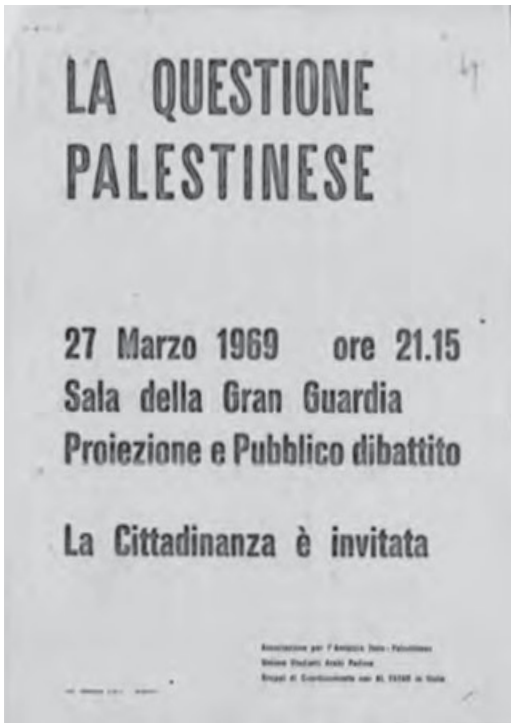 LA QUESTIONE
PALESTINESE
27 Marzo 1969 ore 21.15
Sala della Gran Guardia
Proiezione e Pubblico dibattito
La Cittadinanza è invitata
Associazione per l'Amicizia Italo-Palestinese
Unione Studenti Arabi Padova
Gruppi di Coordinamento con AL FATAH in Italia